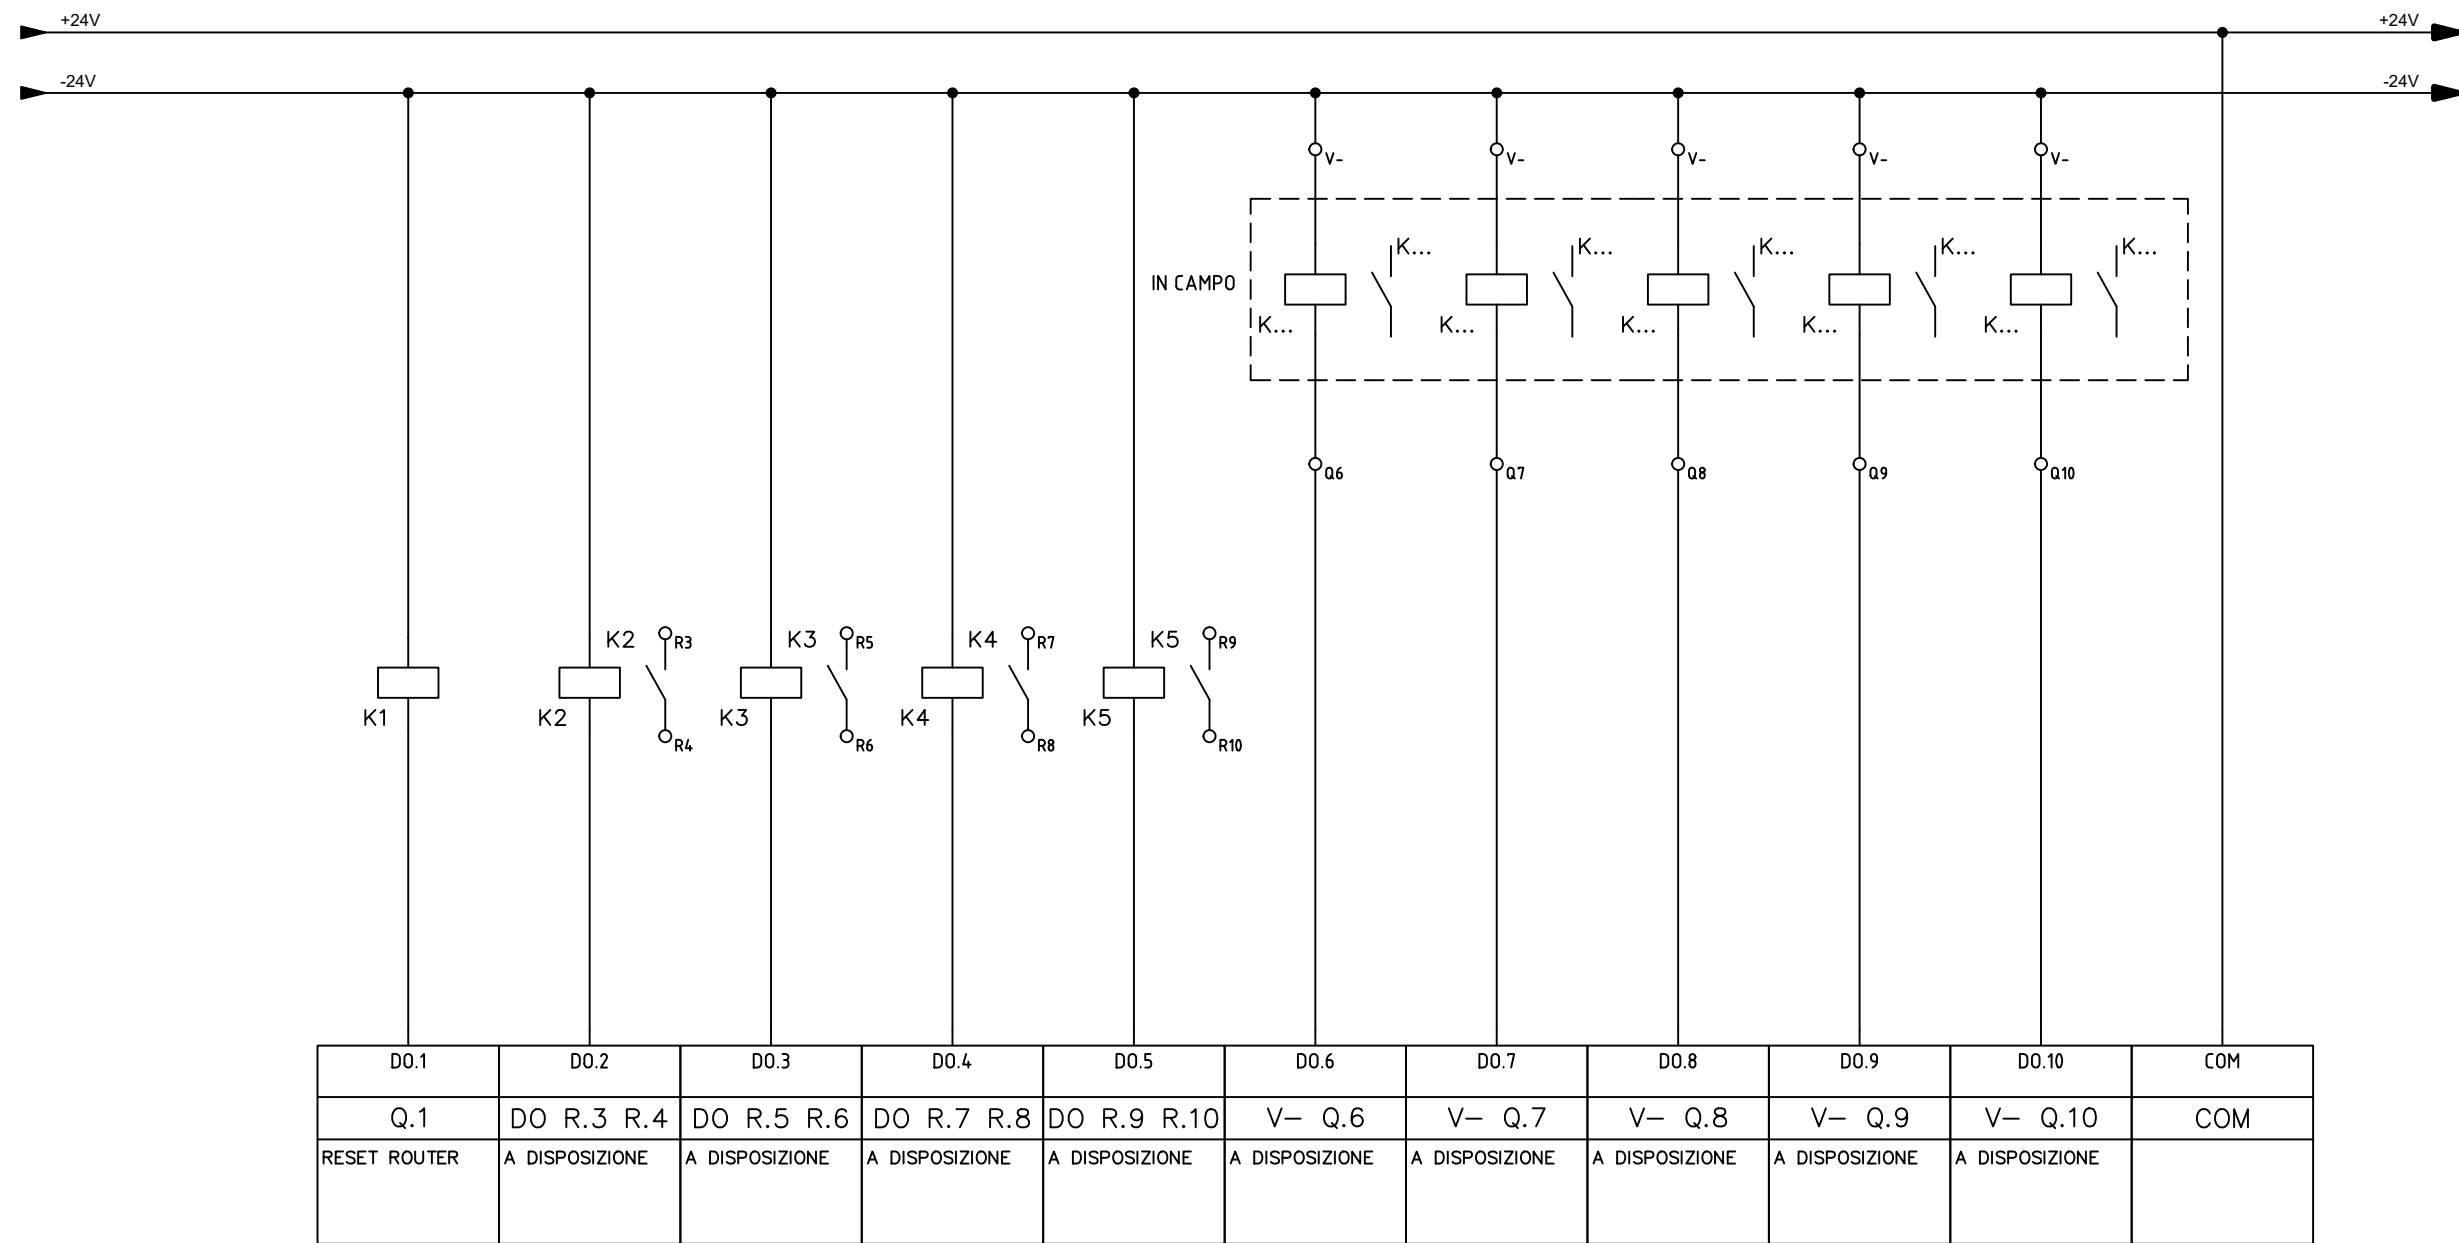 +24V +24V
-24V -24V
V- V- V- V- V-
K... K... K... K... K...
IN CAMPO
K... K... K... K... K...
Q6 Q7 Q8 Q9 Q10
K2 R3 K3 R5 K4 R7 K5 R9
K1 K2 K3 K4 K5
R4 R6 R8 R10
DO.1 DO.2 DO.3 DO.4 DO.5 DO.6 DO.7 DO.8 DO.9 DO.10 COM
Q.1 DO R.3 R.4 DO R.5 R.6 DO R.7 R.8 DO R.9 R.10 V- Q.6 V- Q.7 V- Q.8 V- Q.9 V- Q.10 COM
RESET ROUTER A DISPOSIZIONE A DISPOSIZIONE A DISPOSIZIONE A DISPOSIZIONE A DISPOSIZIONE A DISPOSIZIONE A DISPOSIZIONE A DISPOSIZIONE A DISPOSIZIONE